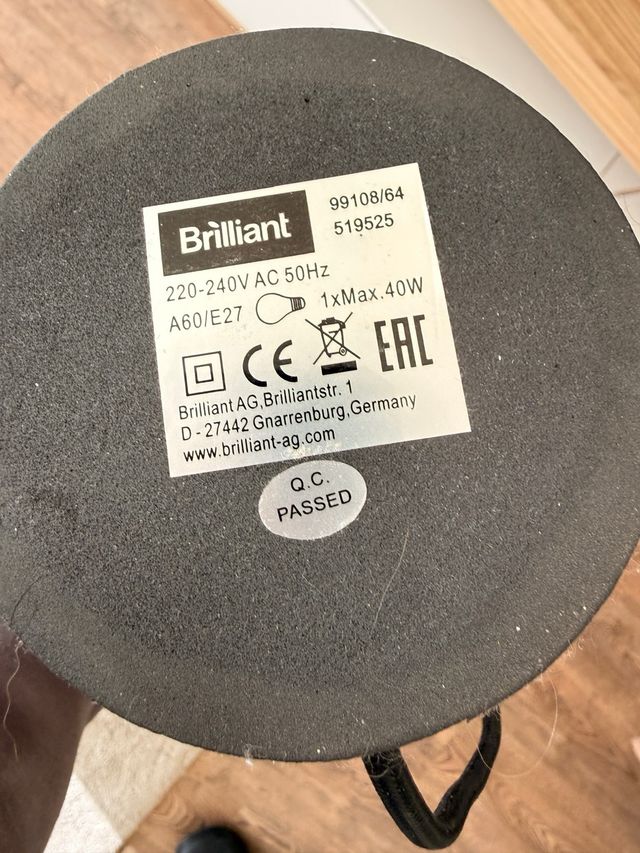 Brilliant
99108/64
519525
220-240V AC 50Hz
A60/E27 1xMax.40W
CE EAC
Brilliant AG,Brilliantstr. 1
D - 27442 Gnarrenburg,Germany
www.brilliant-ag.com
Q.C.
PASSED